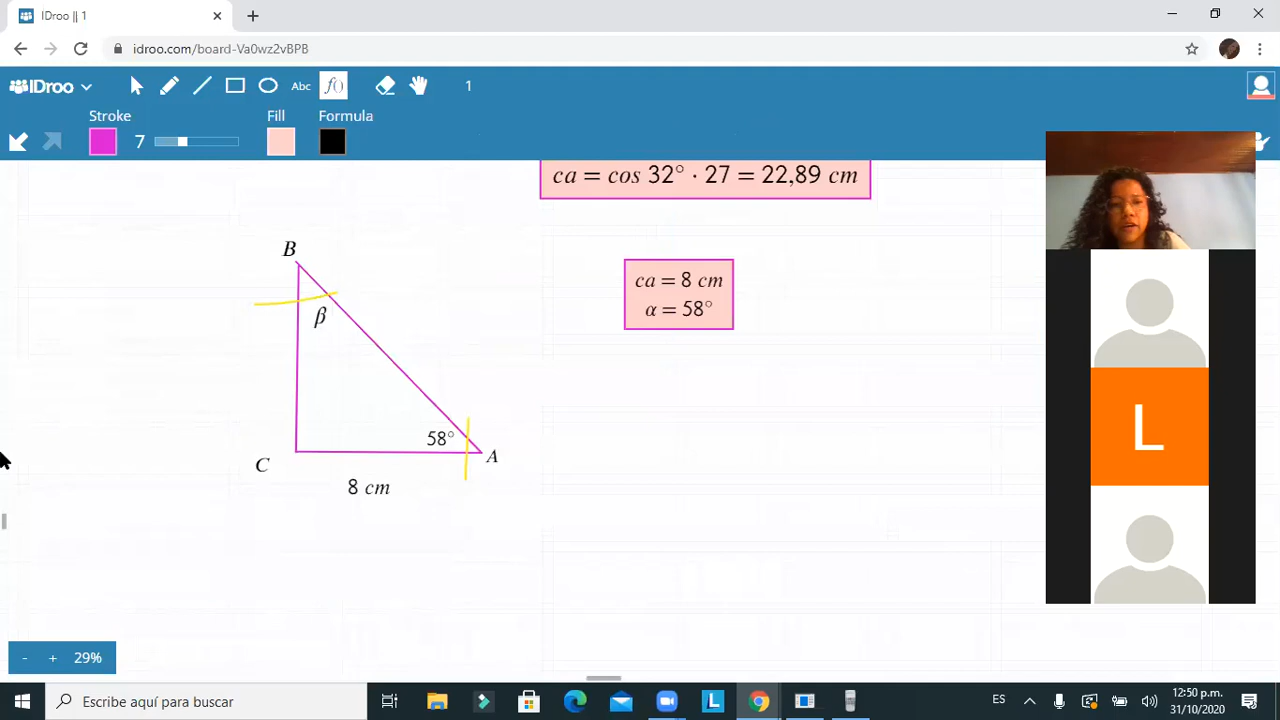 IDroo || 1
idroo.com/board-Va0wz2vBPB
IDroo
Abc
f()
1
Stroke
Fill
Formula
7
ca = cos 32° · 27 = 22,89 cm
B
β
ca = 8 cm
α = 58°
58°
C
A
8 cm
L
- + 29%
Escribe aquí para buscar
L
ES
12:50 p.m.
31/10/2020